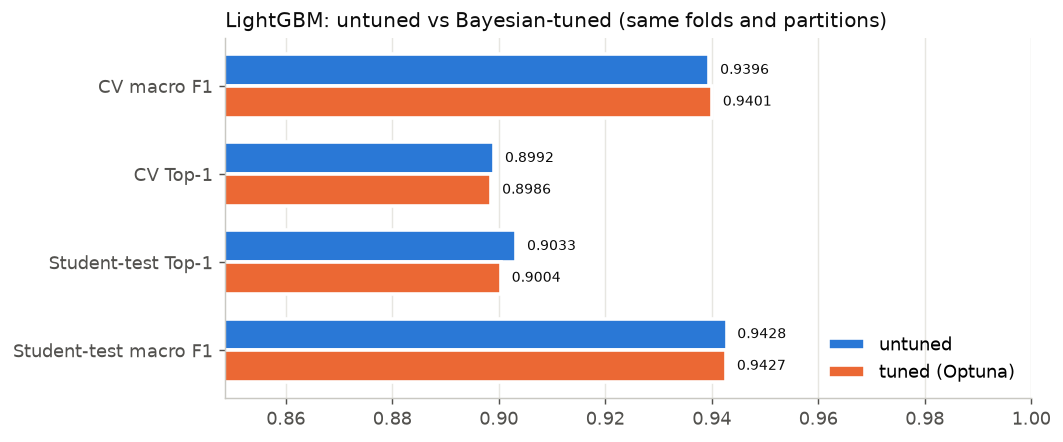 LightGBM: untuned vs Bayesian-tuned (same folds and partitions)
CV macro F1
0.9396
0.9401
CV Top-1
0.8992
0.8986
Student-test Top-1
0.9033
0.9004
Student-test macro F1
0.9428
0.9427
untuned
tuned (Optuna)
0.86 0.88 0.90 0.92 0.94 0.96 0.98 1.00